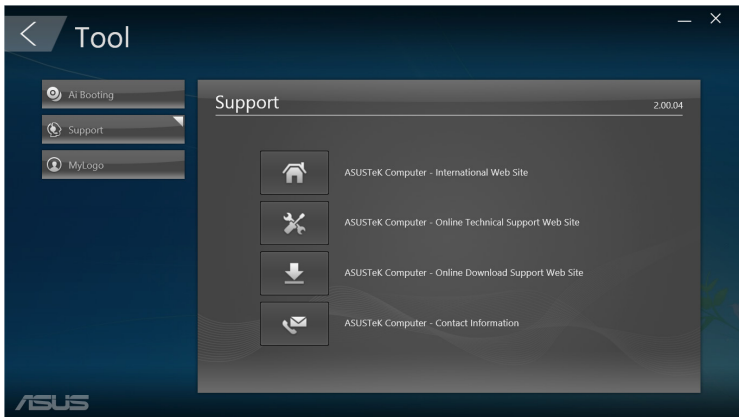 Tool
Ai Booting
Support
MyLogo
Support
2.00.04
ASUSTeK Computer - International Web Site
ASUSTeK Computer - Online Technical Support Web Site
ASUSTeK Computer - Online Download Support Web Site
ASUSTeK Computer - Contact Information
ASUS